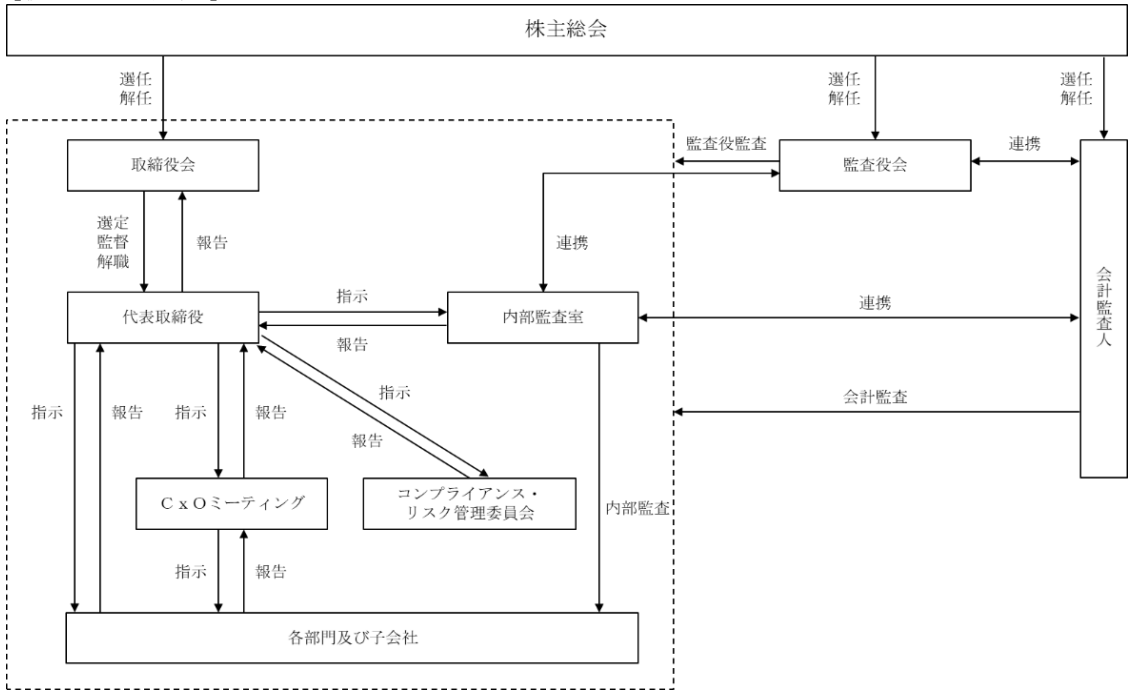 株主総会
選任
解任
選任
解任
選任
解任
取締役会
監査役監査
監査役会
連携
選定
監督
解職
報告
連携
代表取締役
指示
報告
内部監査室
連携
会計監査人
指示
報告
指示
報告
指示
報告
会計監査
CxOミーティング
コンプライアンス・
リスク管理委員会
内部監査
指示
報告
各部門及び子会社